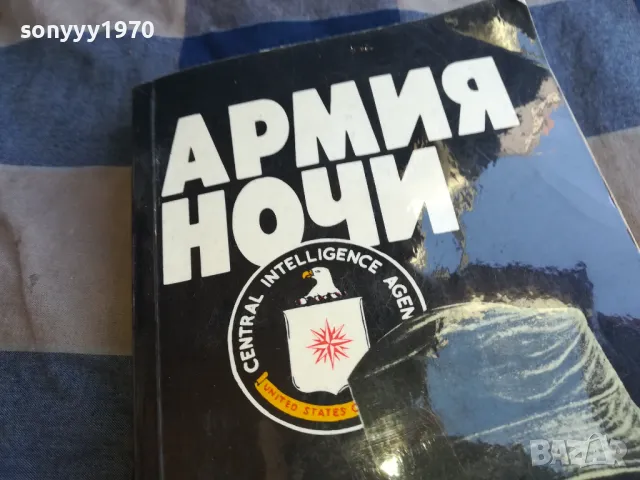 sonyyy1970
АРМИЯ
НОЧИ
CENTRAL INTELLIGENCE AGEN
UNITED STATES
BAZAR